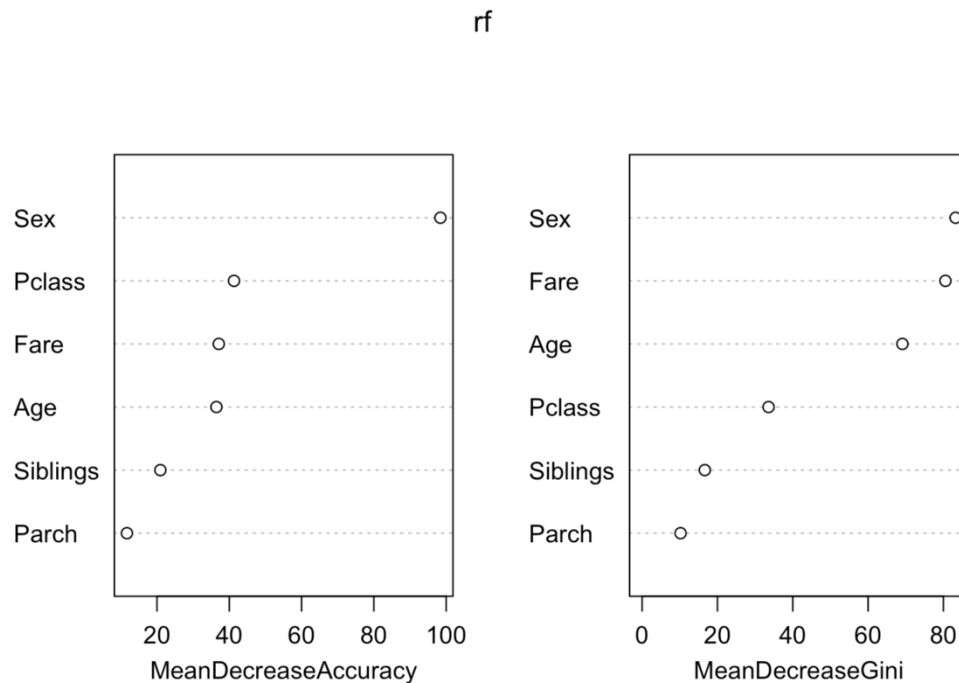 rf
Sex
Pclass
Fare
Age
Siblings
Parch
20 40 60 80 100
MeanDecreaseAccuracy
Sex
Fare
Age
Pclass
Siblings
Parch
0 20 40 60 80
MeanDecreaseGini